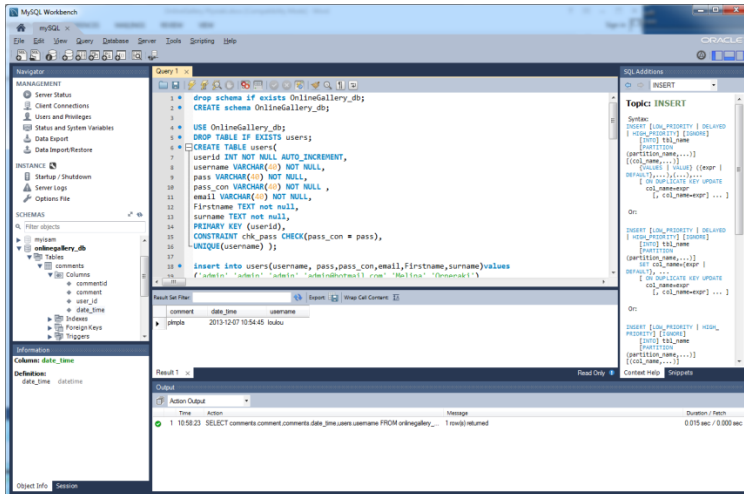 MySQL Workbench
mySQL ×
File Edit View Query Database Server Tools Scripting Help
ORACLE
Navigator
MANAGEMENT
Server Status
Client Connections
Users and Privileges
Status and System Variables
Data Export
Data Import/Restore
INSTANCE
Startup / Shutdown
Server Logs
Options File
SCHEMAS
Filter objects
myisam
onlinegallery_db
Tables
comments
Columns
commentid
comment
user_id
date_time
Indexes
Foreign Keys
Triggers
Information
Column: date_time
Definition:
date_time datetime
Object Info Session
Query 1 ×
1 drop schema if exists OnlineGallery_db;
2 CREATE schema OnlineGallery_db;
3
4 USE OnlineGallery_db;
5 DROP TABLE IF EXISTS users;
6 CREATE TABLE users(
7 userid INT NOT NULL AUTO_INCREMENT,
8 username VARCHAR(40) NOT NULL,
9 pass VARCHAR(40) NOT NULL,
10 pass_con VARCHAR(40) NOT NULL ,
11 email VARCHAR(40) NOT NULL,
12 Firstname TEXT not null,
13 surname TEXT not null,
14 PRIMARY KEY (userid),
15 CONSTRAINT chk_pass CHECK(pass_con = pass),
16 UNIQUE(username) );
17
18 insert into users(username, pass,pass_con,email,Firstname,surname)values
Result Set Filter: Export: Wrap Cell Content:
comment date_time username
plmpla 2013-12-07 10:54:45 loulou
Result 1 × Read Only
Output
Action Output
Time Action Message Duration / Fetch
1 10:58:23 SELECT comments.comment,comments.date_time,users.username FROM onlinegallery_... 1 row(s) returned 0.015 sec / 0.000 sec
SQL Additions
INSERT
Topic: INSERT
Syntax:
INSERT [LOW_PRIORITY | DELAYED
| HIGH_PRIORITY] [IGNORE]
[INTO] tbl_name
[PARTITION
(partition_name,...)]
[(col_name,...)]
{VALUES | VALUE} ({expr |
DEFAULT},...),(...),...
[ ON DUPLICATE KEY UPDATE
col_name=expr
[, col_name=expr] ... ]
Or:
INSERT [LOW_PRIORITY | DELAYED
| HIGH_PRIORITY] [IGNORE]
[INTO] tbl_name
[PARTITION
(partition_name,...)]
SET col_name={expr |
DEFAULT}, ...
[ ON DUPLICATE KEY UPDATE
col_name=expr
[, col_name=expr] ... ]
Or:
INSERT [LOW_PRIORITY | HIGH_
PRIORITY] [IGNORE]
[INTO] tbl_name
[PARTITION
(partition_name,...)]
[(col_name,...)]
Context Help Snippets